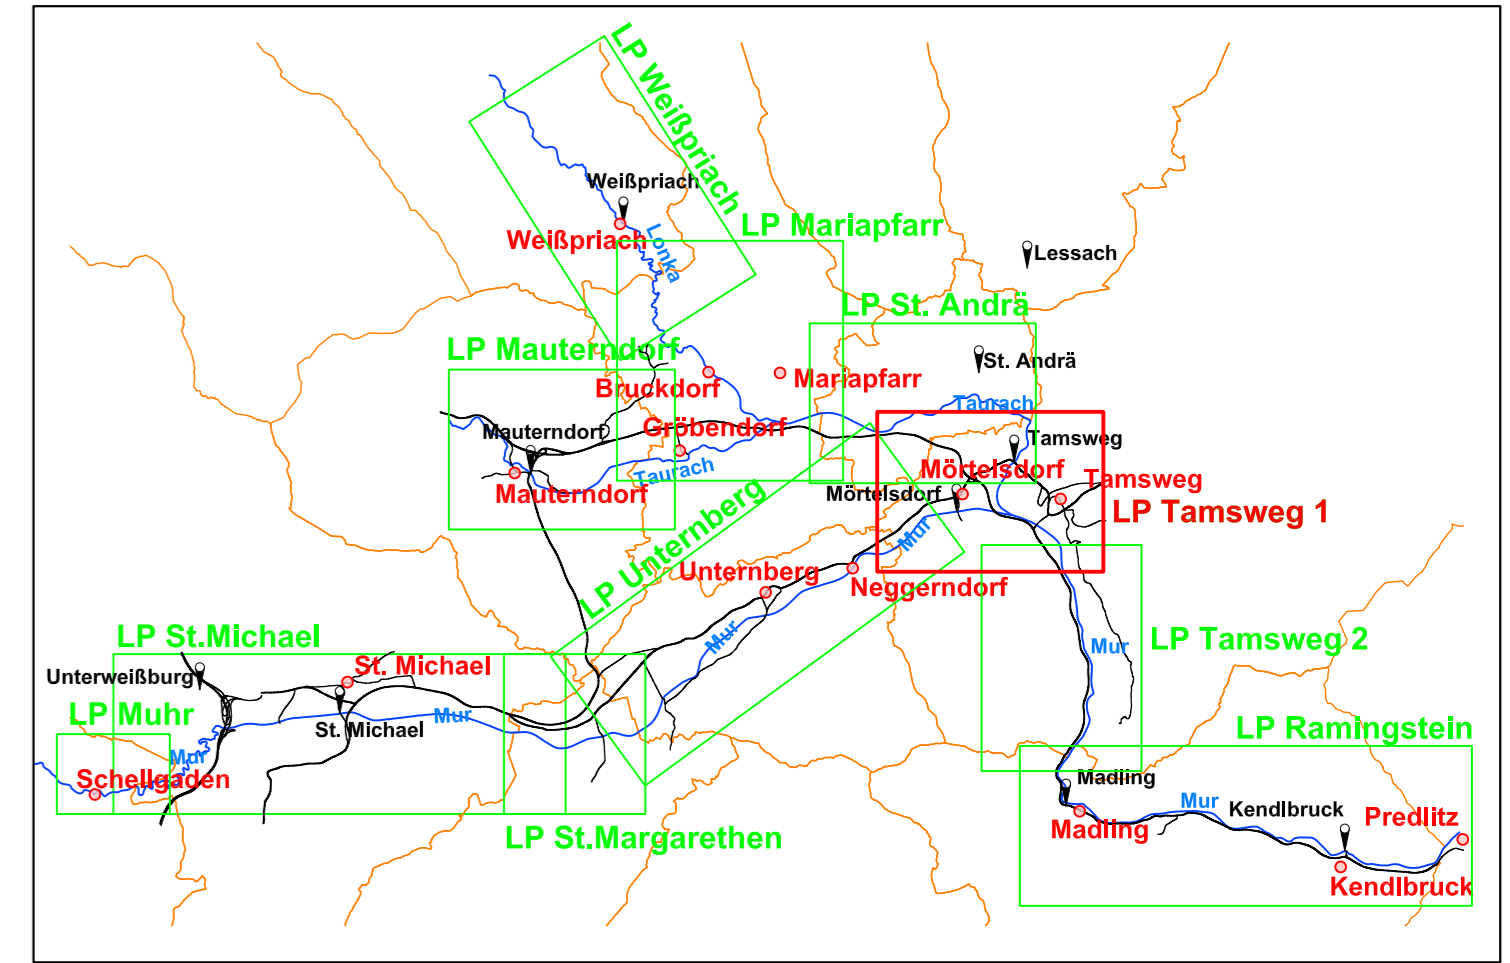 LP Weißpriach
Weißpriach
Weißpriach
Lonka
LP Mariapfarr
Lessach
LP St. Andrä
LP Mauterndorf
St. Andrä
Bruckdorf
Mariapfarr
Taurach
Gröbendorf
Mauterndorf
Tamsweg
Taurach
Mörtelsdorf
Tamsweg
Mauterndorf
Mörtelsdorf
LP Tamsweg 1
LP Unternberg
Mur
Unternberg
Neggerndorf
LP St.Michael
Mur
Mur
LP Tamsweg 2
St. Michael
Unterweißburg
LP Muhr
Mur
St. Michael
LP Ramingstein
Mur
Schellgaden
Madling
Mur
Kendlbruck
Predlitz
Madling
LP St.Margarethen
Kendlbruck